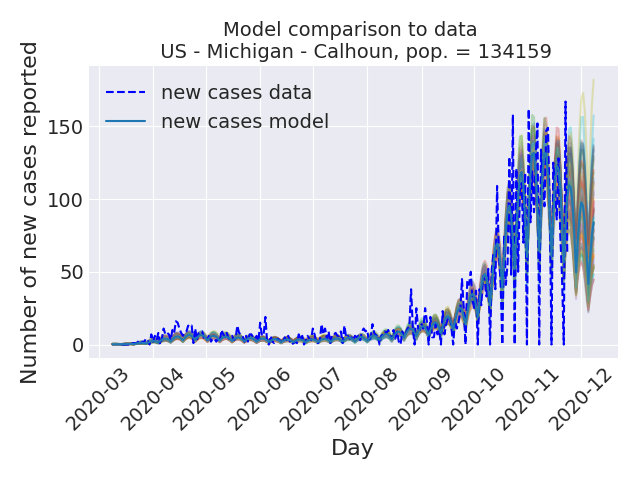 Model comparison to data
US - Michigan - Calhoun, pop. = 134159
new cases data
new cases model
Number of new cases reported
150
100
50
0
2020-03
2020-04
2020-05
2020-06
2020-07
2020-08
2020-09
2020-10
2020-11
2020-12
Day